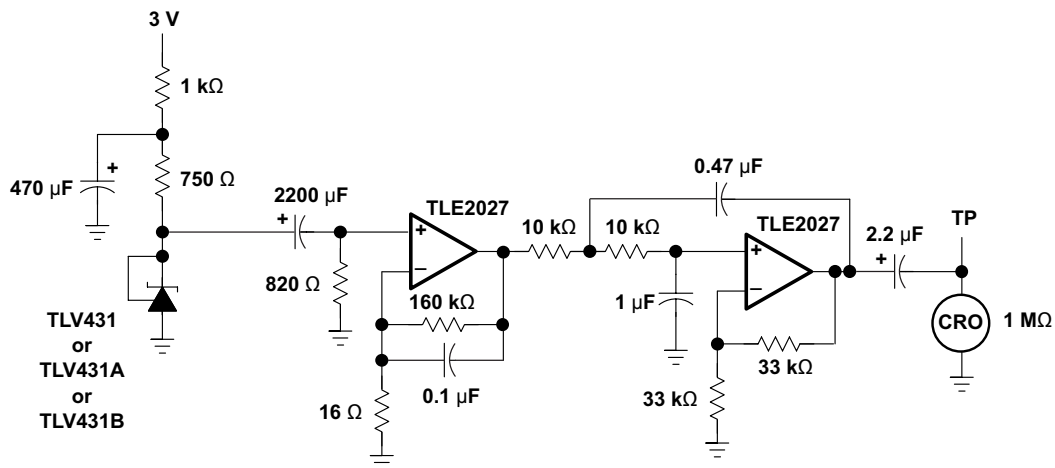 3 V
1 kΩ
+
470 µF
750 Ω
2200 µF
+
TLE2027
+
−
820 Ω
160 kΩ
0.1 µF
16 Ω
10 kΩ
10 kΩ
0.47 µF
TLE2027
+
−
1 µF
33 kΩ
33 kΩ
2.2 µF
+
TP
CRO
1 MΩ
TLV431
or
TLV431A
or
TLV431B